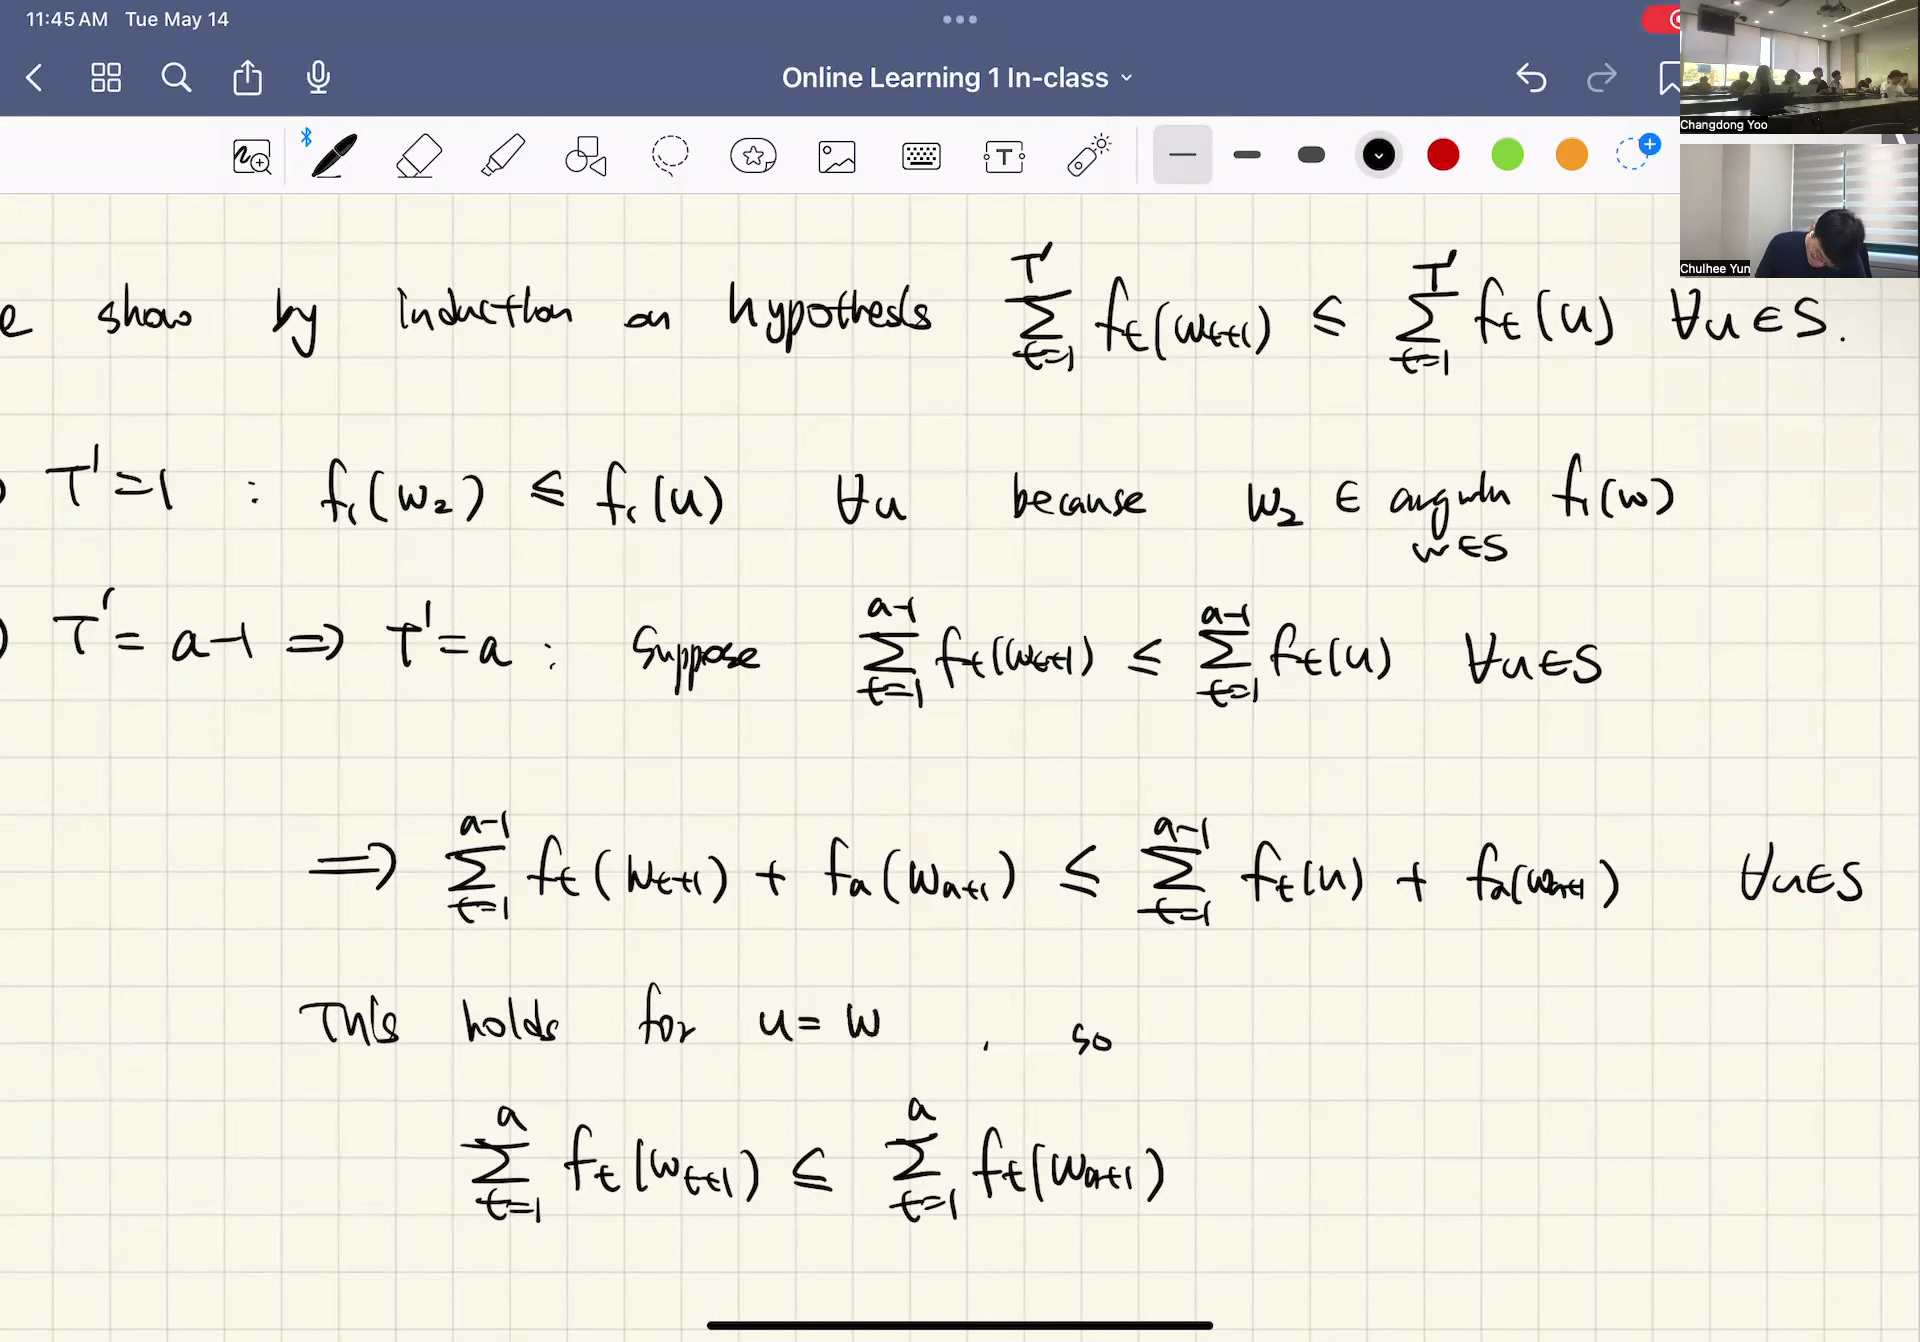 11:45 AM Tue May 14
Online Learning 1 In-class
Changdong Yoo
Chulhee Yun
e show by induction on hypothesis ∑_{t=1}^{T'} f_t(w_{t+1}) ≤ ∑_{t=1}^{T'} f_t(u) ∀u∈S.
) T'=1 : f_1(w_2) ≤ f_1(u) ∀u because w_2 ∈ argmin_{w∈S} f_1(w)
) T'= a-1 ⇒ T'=a : Suppose ∑_{t=1}^{a-1} f_t(w_{t+1}) ≤ ∑_{t=1}^{a-1} f_t(u) ∀u∈S
⇒ ∑_{t=1}^{a-1} f_t(w_{t+1}) + f_a(w_{a+1}) ≤ ∑_{t=1}^{a-1} f_t(u) + f_a(w_{a+1}) ∀u∈S
This holds for u= w , so
∑_{t=1}^{a} f_t(w_{t+1}) ≤ ∑_{t=1}^{a} f_t(w_{a+1})